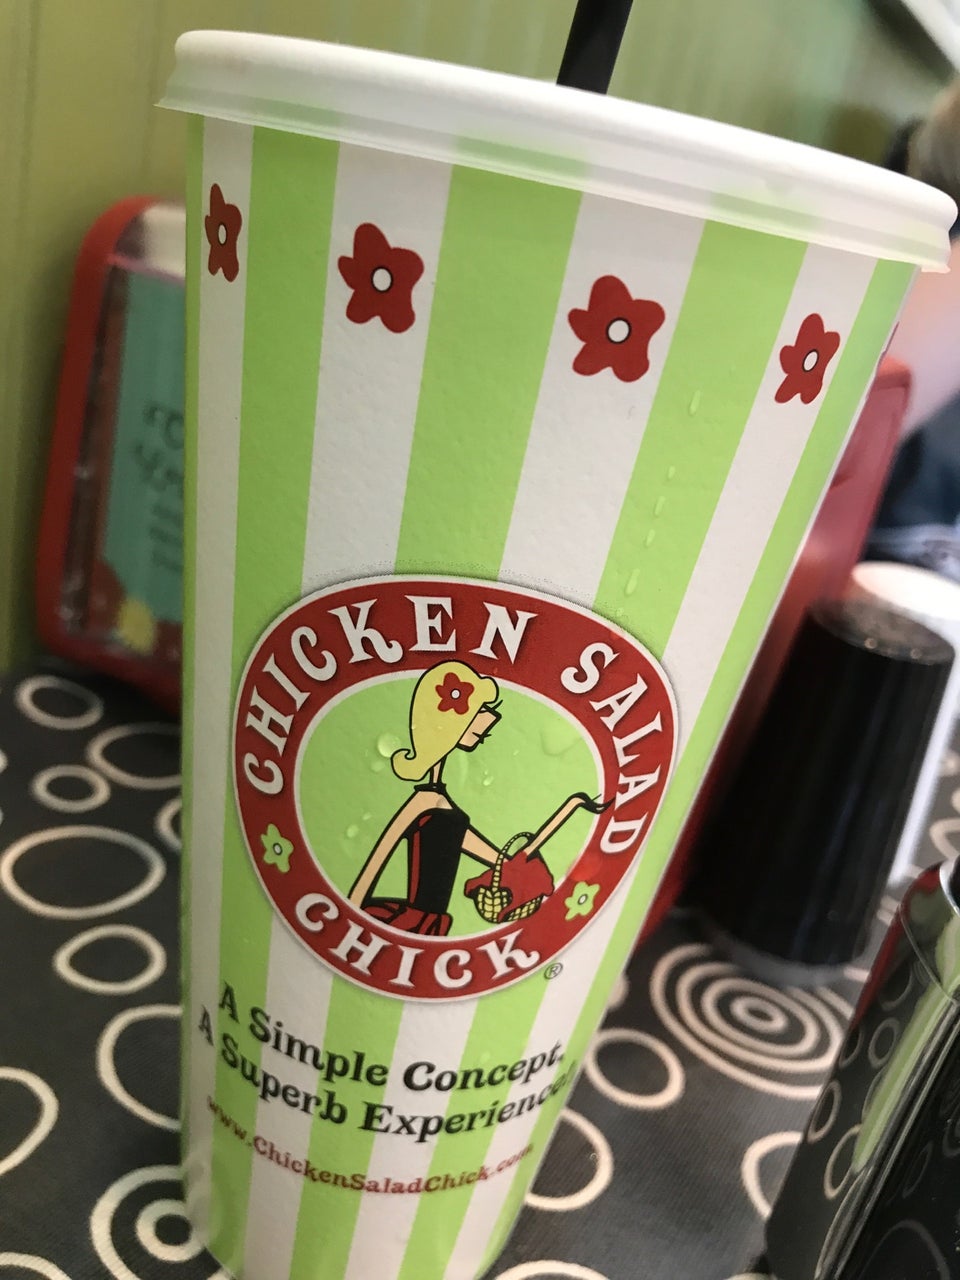 CHICKEN SALAD
CHICK ®
A Simple Concept.
A Superb Experience!
www.ChickenSaladChick.com